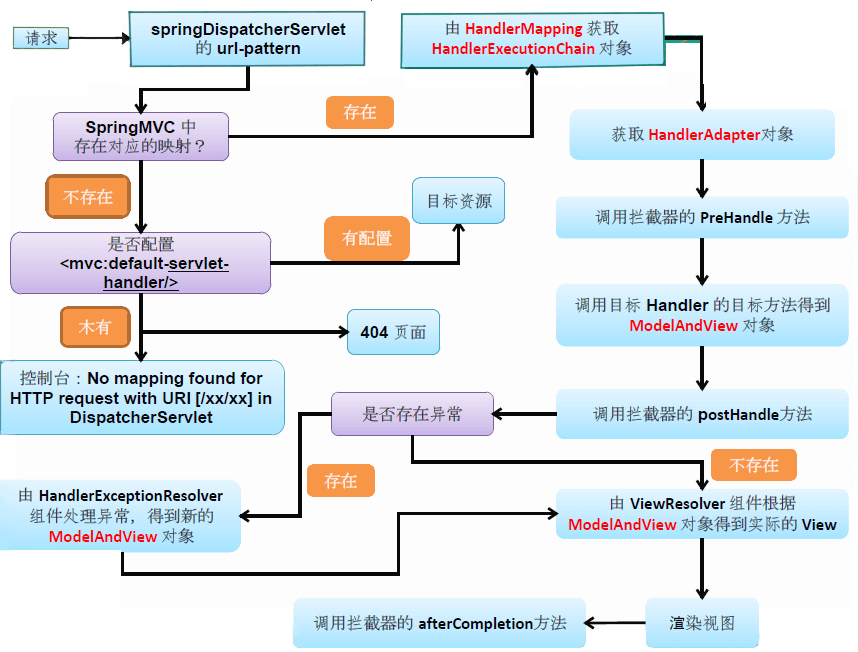 请求
springDispatcherServlet
的 url-pattern
由 HandlerMapping 获取
HandlerExecutionChain 对象
SpringMVC 中
存在对应的映射？
存在
获取 HandlerAdapter对象
不存在
目标资源
调用拦截器的 PreHandle 方法
是否配置
<mvc:default-servlet-
handler/>
有配置
调用目标 Handler 的目标方法得到
ModelAndView 对象
木有
404 页面
控制台：No mapping found for
HTTP request with URI [/xx/xx] in
DispatcherServlet
是否存在异常
调用拦截器的 postHandle方法
存在
不存在
由 HandlerExceptionResolver
组件处理异常，得到新的
ModelAndView 对象
由 ViewResolver 组件根据
ModelAndView 对象得到实际的 View
调用拦截器的 afterCompletion方法
渲染视图